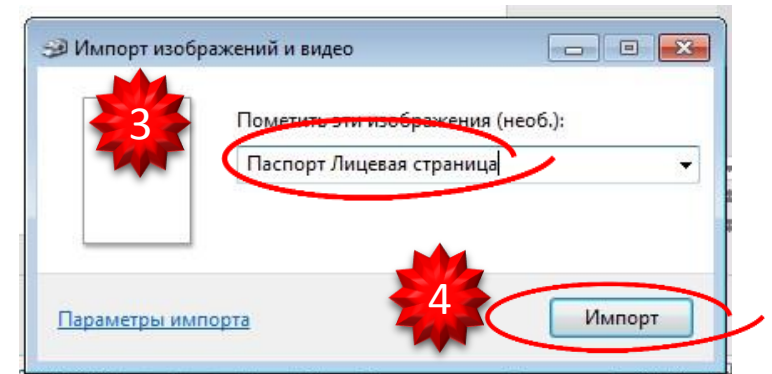 Импорт изображений и видео
3
Пометить эти изображения (необ.):
Паспорт Лицевая страница
4
Параметры импорта
Импорт